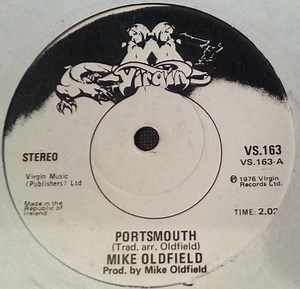 Virgin
STEREO
VS.163
VS.163-A
Virgin Music
(Publishers) Ltd
℗ 1976 Virgin
Records Ltd.
Made in the
Republic of
Ireland.
TIME: 2.02
PORTSMOUTH
(Trad. arr. Oldfield)
MIKE OLDFIELD
Prod. by Mike Oldfield